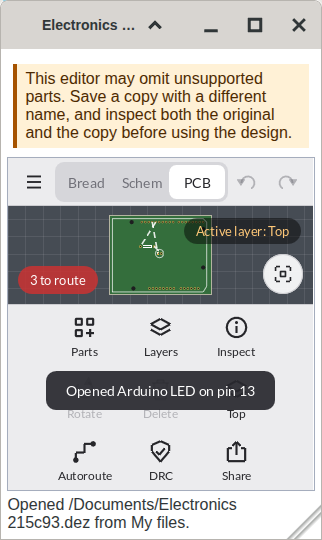 Electronics ...
This editor may omit unsupported
parts. Save a copy with a different
name, and inspect both the original
and the copy before using the design.
Bread Schem PCB
Active layer: Top
3 to route
Parts Layers Inspect
Opened Arduino LED on pin 13
Rotate Delete Top
Autoroute DRC Share
Opened /Documents/Electronics
215c93.dez from My files.